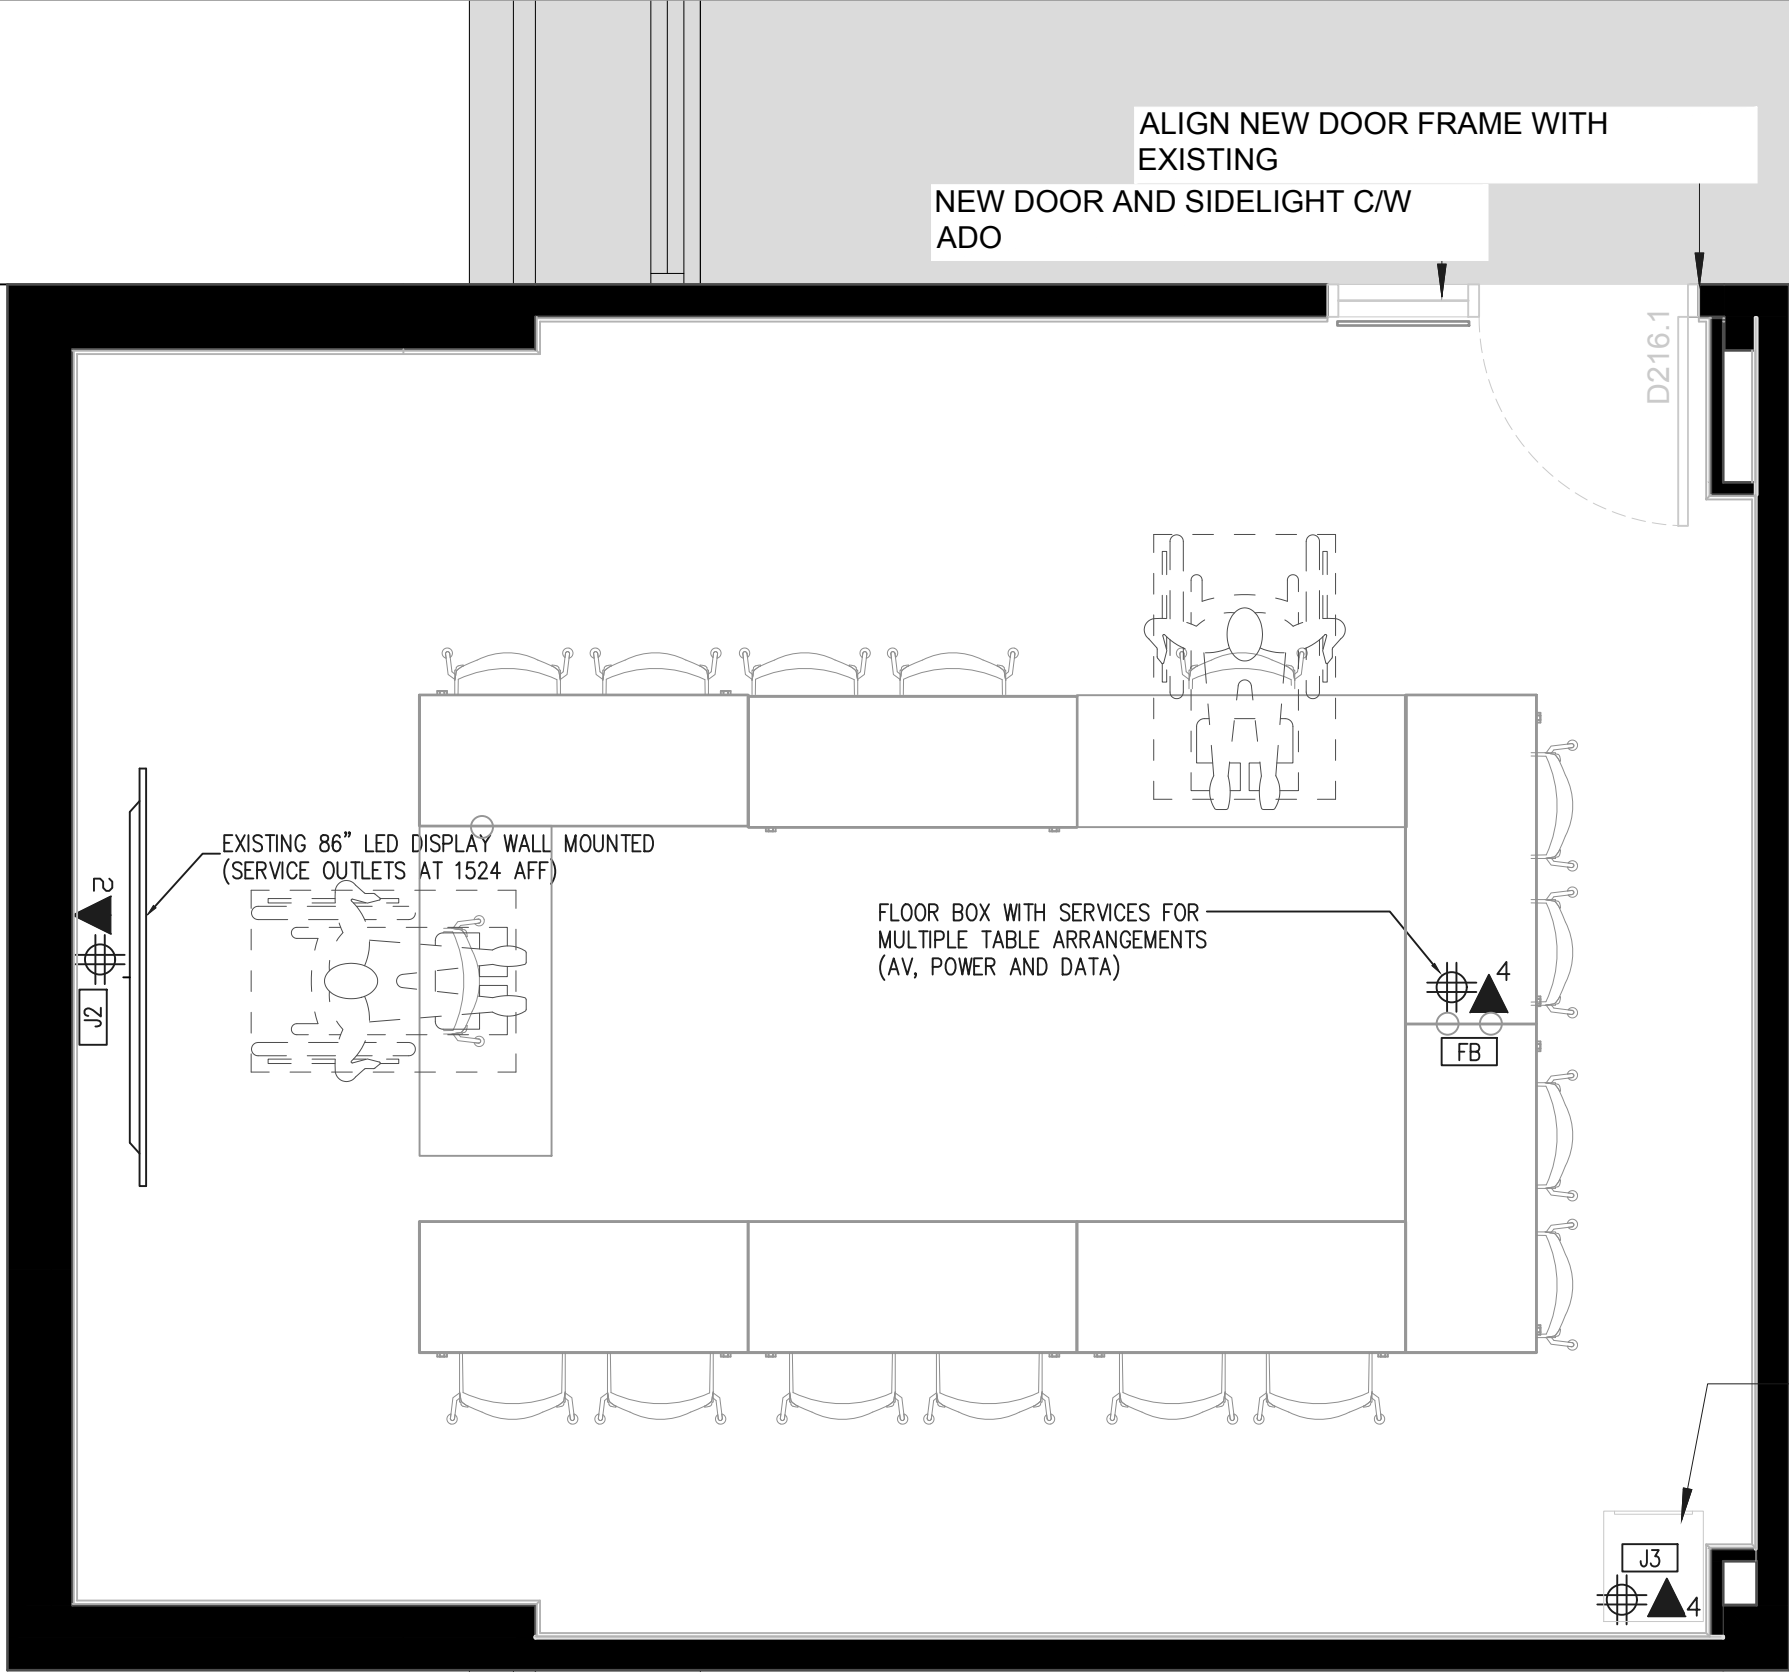 ALIGN NEW DOOR FRAME WITH
EXISTING
NEW DOOR AND SIDELIGHT C/W
ADO
D216.1
EXISTING 86” LED DISPLAY WALL MOUNTED
(SERVICE OUTLETS AT 1524 AFF)
2
J2
FLOOR BOX WITH SERVICES FOR
MULTIPLE TABLE ARRANGEMENTS
(AV, POWER AND DATA)
4
FB
J3
4